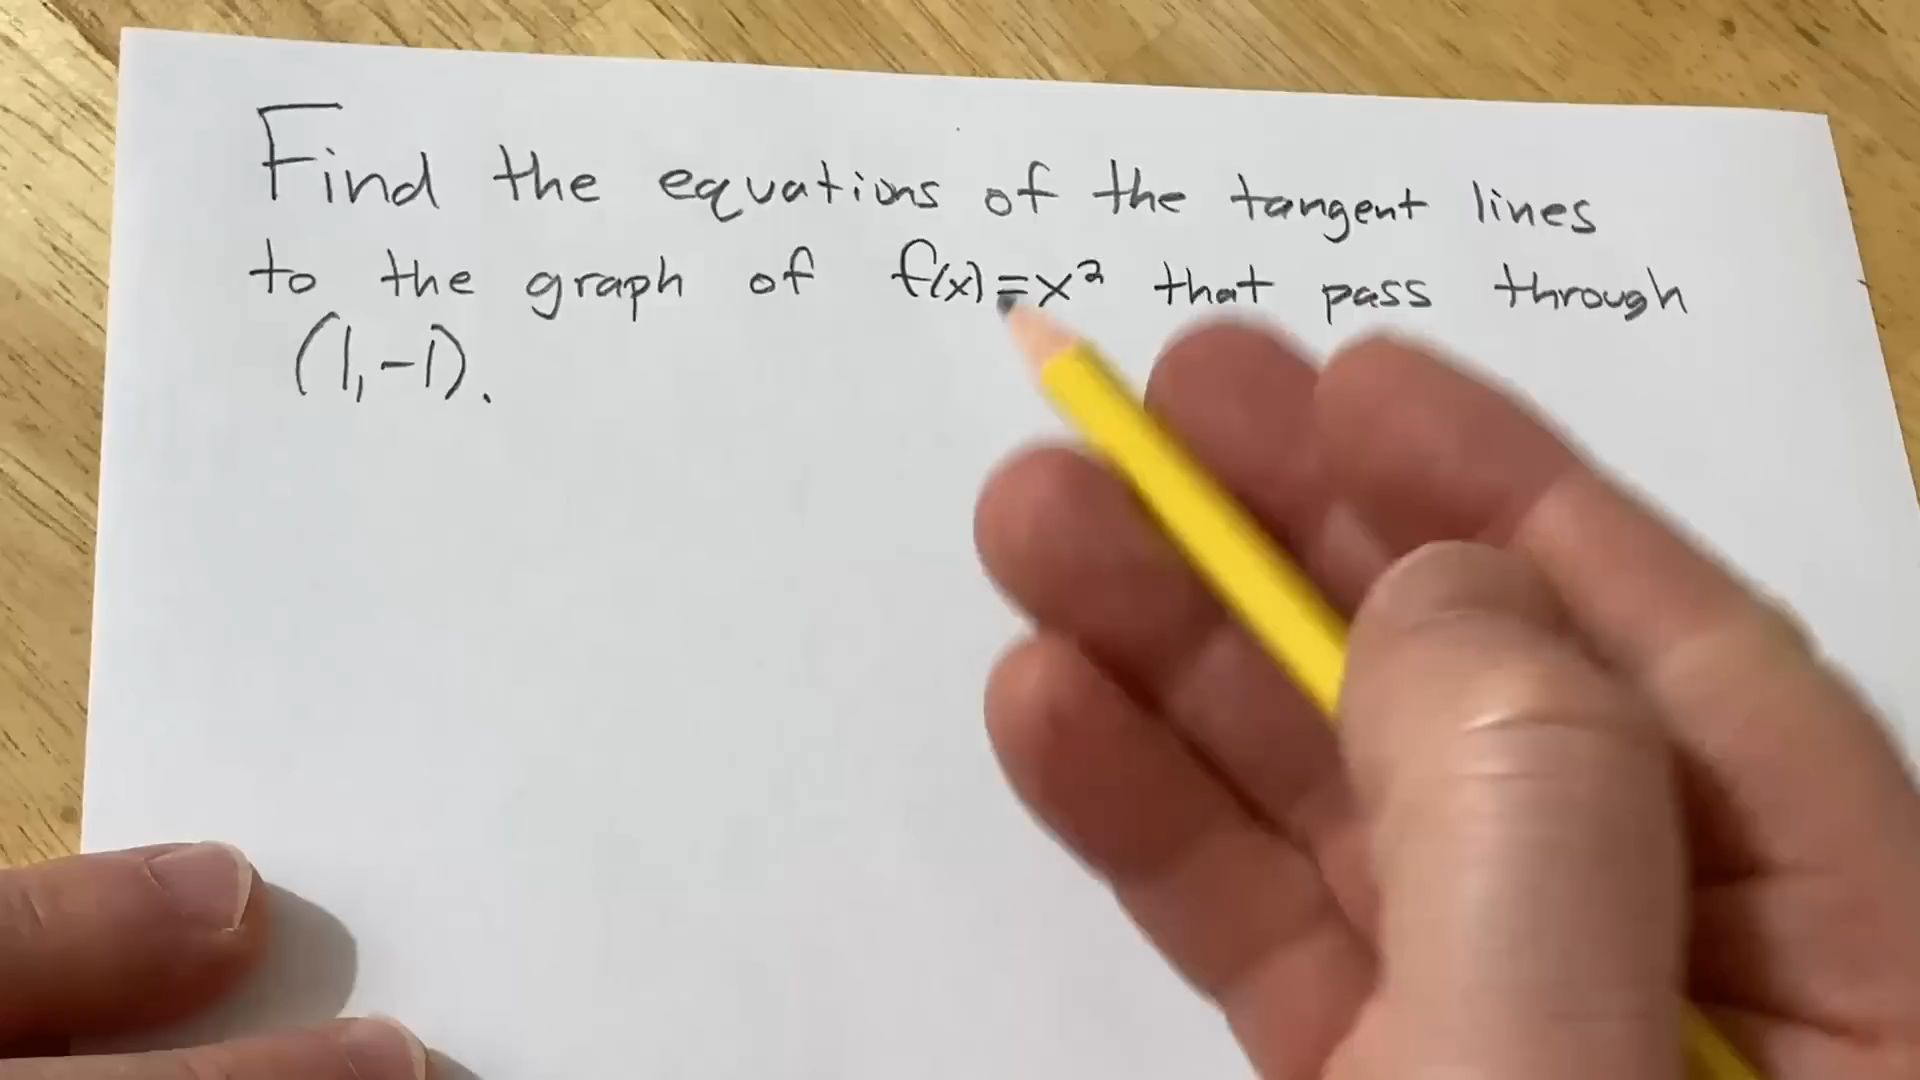 Find the equations of the tangent lines
to the graph of f(x)=x² that pass through
(1,-1).